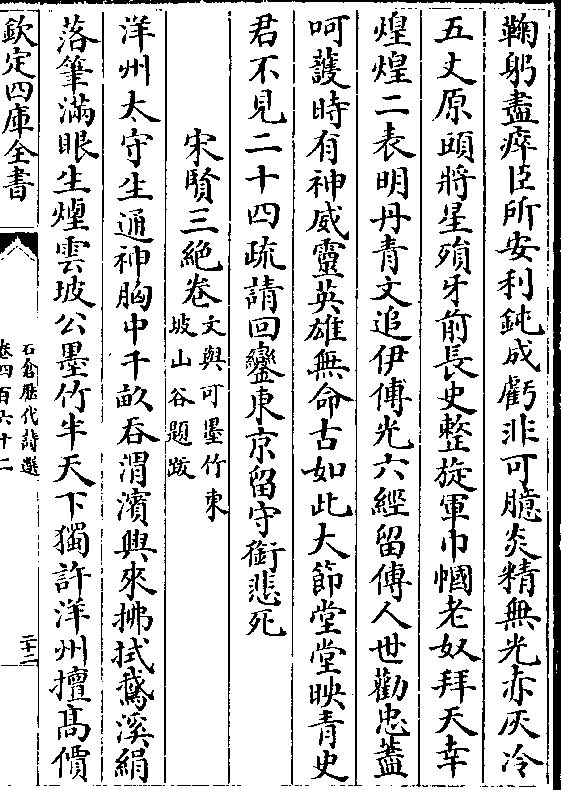 鞠躬盡瘁臣所安利鈍成虧非可臆炎精無光赤灰冷
五丈原頭將星殞牙前長史整旋軍巾幗老奴拜天幸
煌煌二表明丹青文追伊傅光六經留傳人世勸忠藎
呵護時有神威靈英雄無命古如此大節堂堂映青史
君不見二十四疏請回鑾東京留守銜悲死
宋賢三絶卷
文與可墨竹東
坡山谷題跋
洋州太守生通神胸中千畝吞渭濱興來拂拭鵞溪絹
落筆滿眼生煙雲坡公墨竹半天下獨許洋州擅髙價
欽定四庫全書
石倉歴代詩選
卷四百六十二
三十二